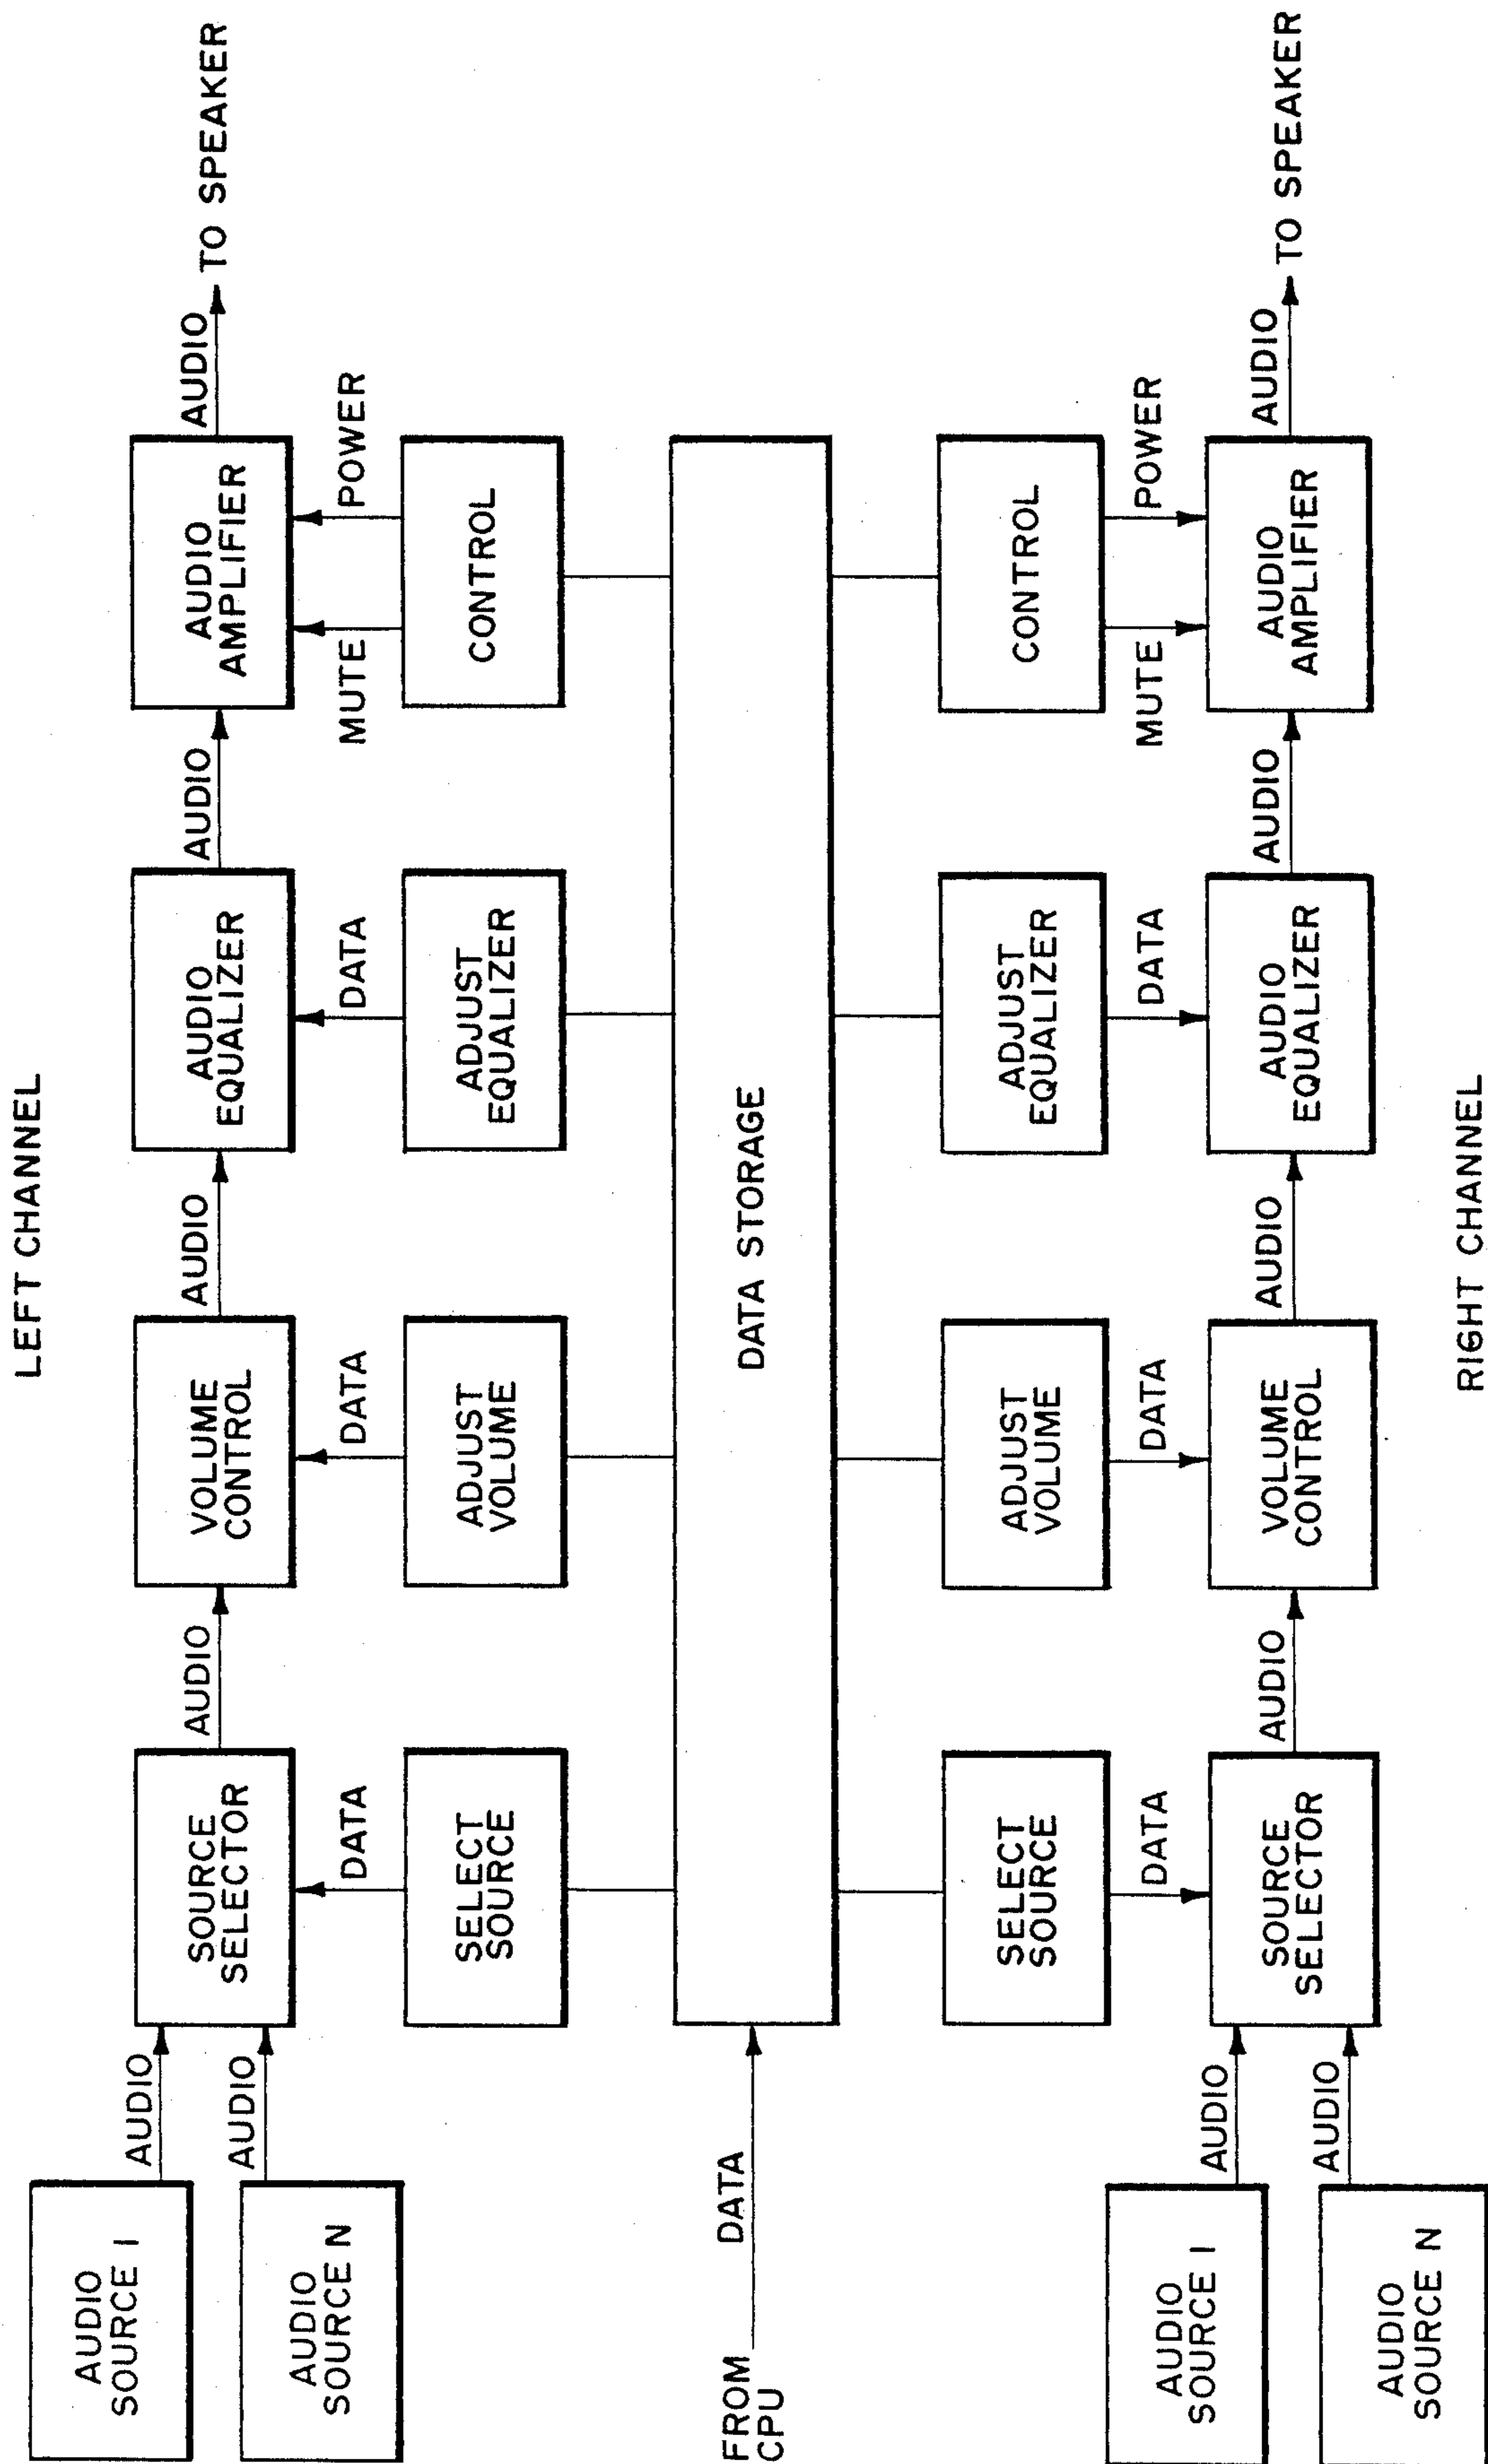 LEFT CHANNEL
AUDIO
SOURCE 1
AUDIO
AUDIO
SOURCE N
AUDIO
SOURCE
SELECTOR
AUDIO
VOLUME
CONTROL
AUDIO
AUDIO
EQUALIZER
AUDIO
AUDIO
AMPLIFIER
AUDIO
TO SPEAKER
DATA
DATA
DATA
MUTE
POWER
SELECT
SOURCE
ADJUST
VOLUME
ADJUST
EQUALIZER
CONTROL
FROM
CPU
DATA
DATA STORAGE
SELECT
SOURCE
ADJUST
VOLUME
ADJUST
EQUALIZER
CONTROL
DATA
DATA
DATA
MUTE
POWER
AUDIO
SOURCE 1
AUDIO
AUDIO
SOURCE N
AUDIO
SOURCE
SELECTOR
AUDIO
VOLUME
CONTROL
AUDIO
AUDIO
EQUALIZER
AUDIO
AUDIO
AMPLIFIER
AUDIO
TO SPEAKER
RIGHT CHANNEL